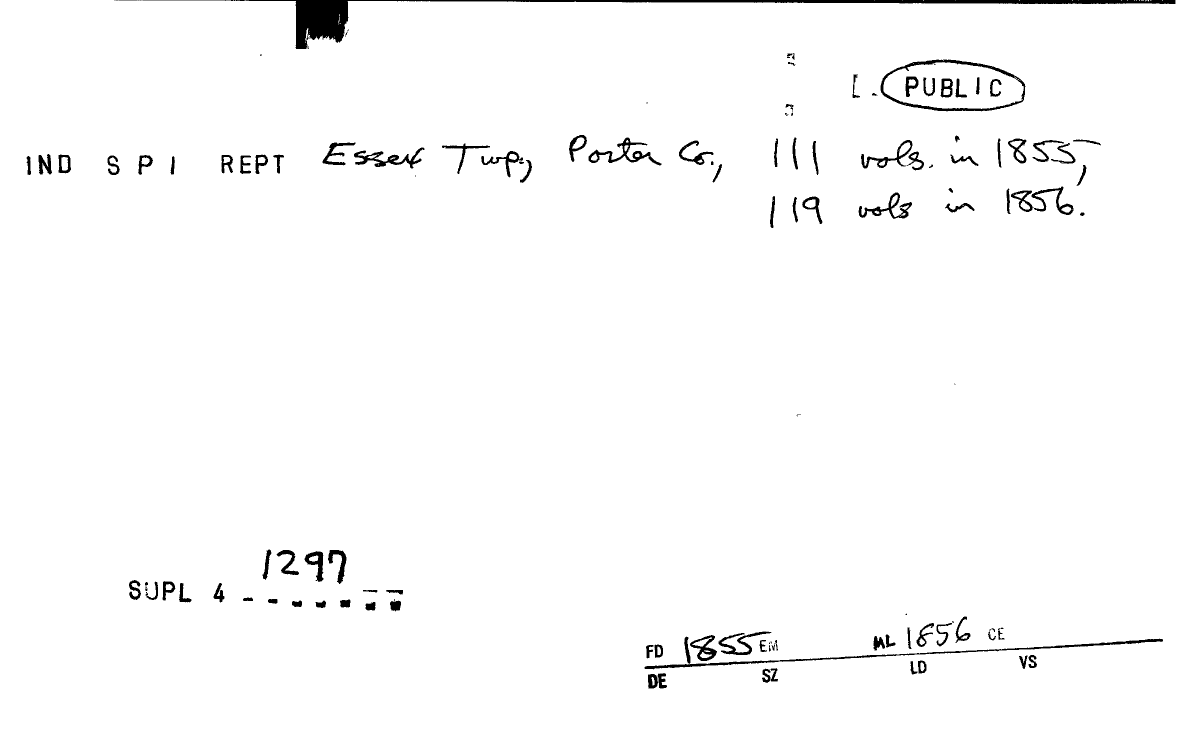 L. PUBLIC
IND S P I REPT Essex Twp., Porter Co., 111 vols. in 1855,
119 vols in 1856.
1297
SUPL 4 - - - - - - -
FD 1855 EM ML 1856 CE
DE SZ LD VS